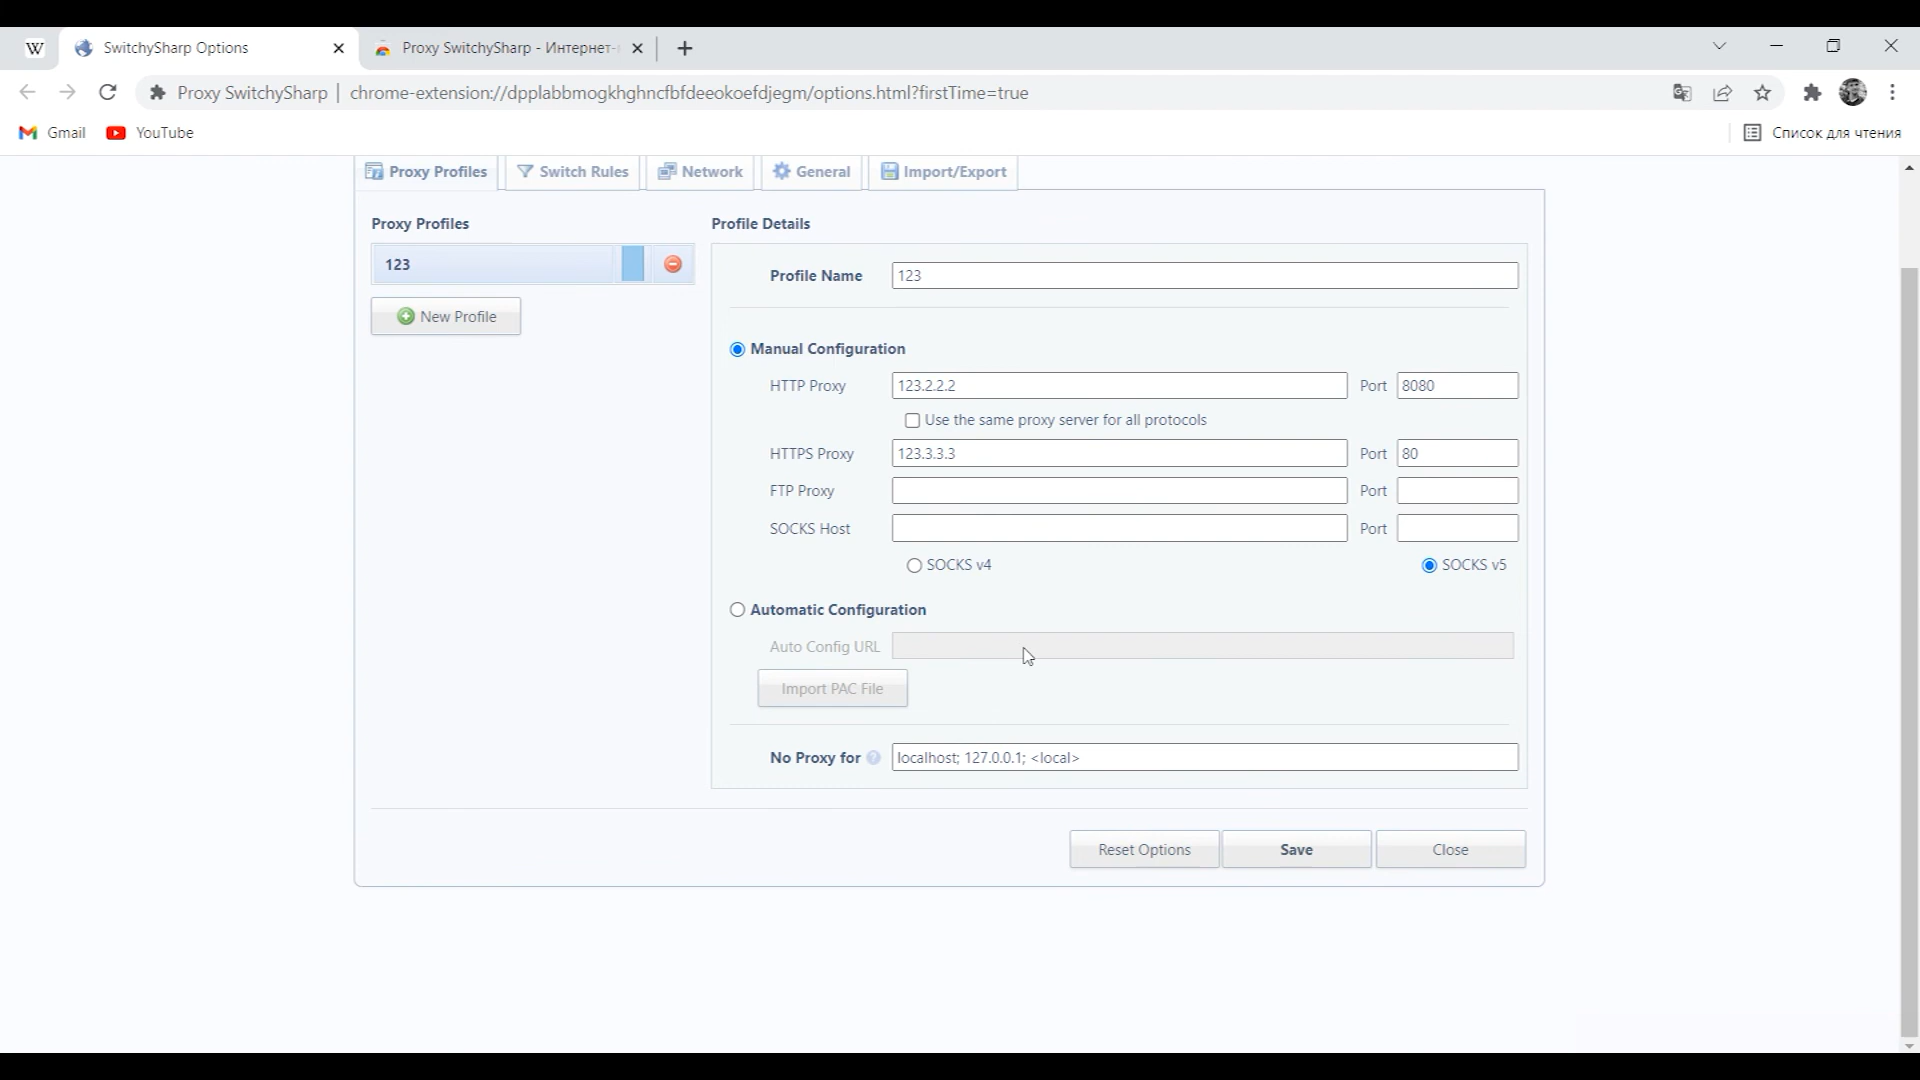 W SwitchySharp Options Proxy SwitchySharp - Интернет-
Proxy SwitchySharp | chrome-extension://dpplabbmogkhghncfbfdeeokoefdjegm/options.html?firstTime=true
Gmail YouTube Список для чтения
Proxy Profiles Switch Rules Network General Import/Export
Proxy Profiles Profile Details
123
Profile Name 123
New Profile
Manual Configuration
HTTP Proxy 123.2.2.2 Port 8080
Use the same proxy server for all protocols
HTTPS Proxy 123.3.3.3 Port 80
FTP Proxy Port
SOCKS Host Port
SOCKS v4 SOCKS v5
Automatic Configuration
Auto Config URL
Import PAC File
No Proxy for ? localhost; 127.0.0.1; <local>
Reset Options Save Close